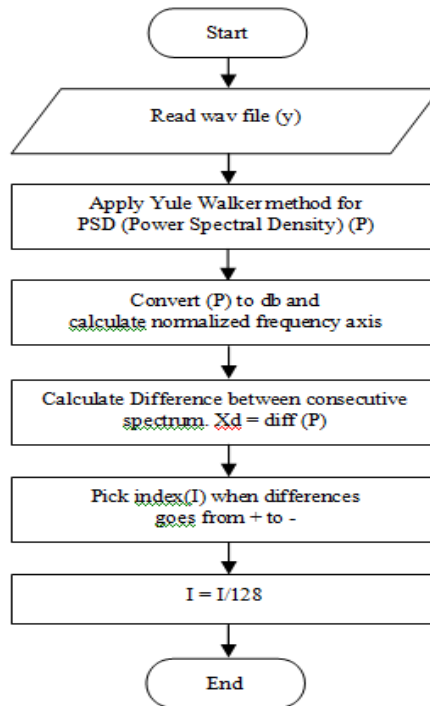 Start
Read wav file (y)
Apply Yule Walker method for
PSD (Power Spectral Density) (P)
Convert (P) to db and
calculate normalized frequency axis
Calculate Difference between consecutive
spectrum. Xd = diff (P)
Pick index(I) when differences
goes from + to -
I = I/128
End